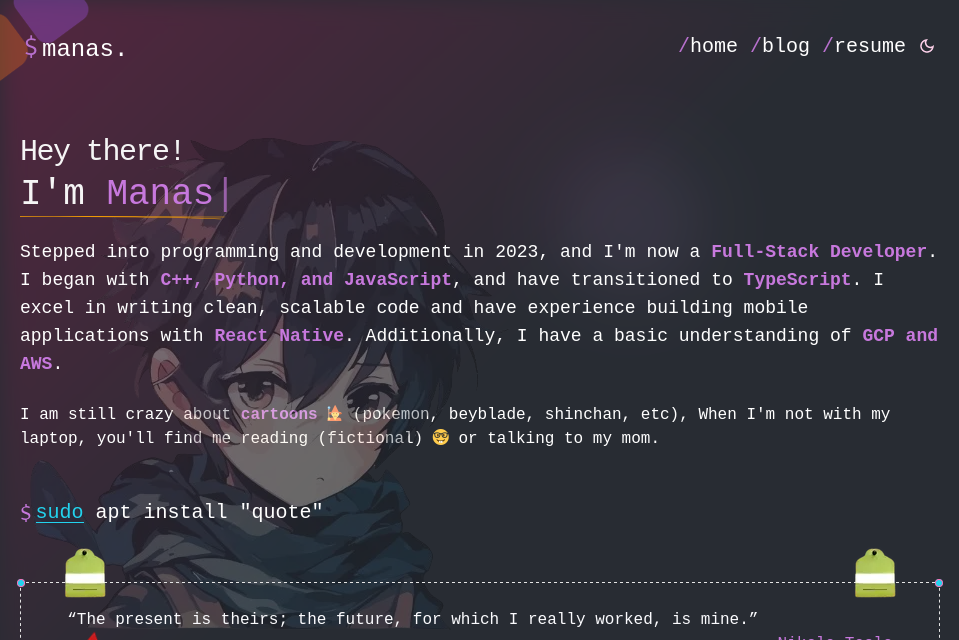 $manas.
/home /blog /resume
Hey there!
I'm Manas|
Stepped into programming and development in 2023, and I'm now a Full-Stack Developer.
I began with C++, Python, and JavaScript, and have transitioned to TypeScript. I
excel in writing clean, scalable code and have experience building mobile
applications with React Native. Additionally, I have a basic understanding of GCP and
AWS.
I am still crazy about cartoons (pokemon, beyblade, shinchan, etc), When I'm not with my
laptop, you'll find me reading (fictional) 🤓 or talking to my mom.
$sudo apt install "quote"
“The present is theirs; the future, for which I really worked, is mine.”